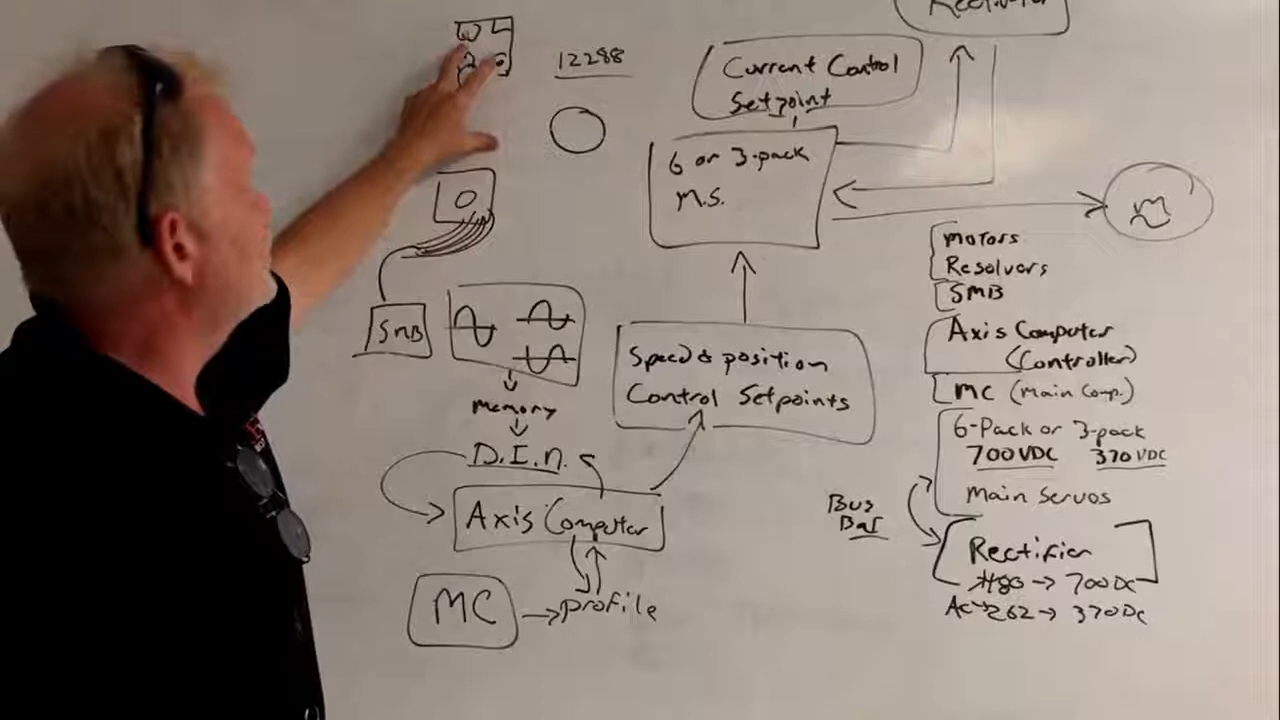 12288
Current Control
Setpoint
6 or 3-pack
M.S.
M
SMB
Speed & position
Control Setpoints
memory
D.I.M.
Axis Computer
MC
profile
Motors
Resolvers
SMB
Axis Computer
(Controller)
MC (Main Comp.)
6-Pack or 3-pack
700VDC 370VDC
Main Servos
Bus
Bar
Rectifier
480 → 700DC
AC 262 → 370DC